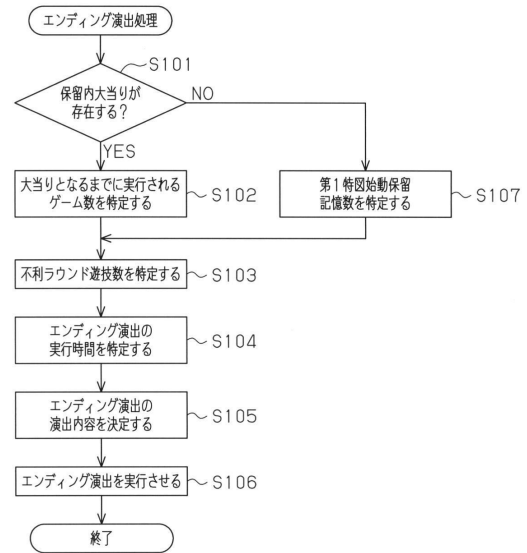 エンディング演出処理
S101
保留内大当りが
存在する?
NO
YES
大当りとなるまでに実行される
ゲーム数を特定する
S102
第1特図始動保留
記憶数を特定する
S107
不利ラウンド遊技数を特定する
S103
エンディング演出の
実行時間を特定する
S104
エンディング演出の
演出内容を決定する
S105
エンディング演出を実行させる
S106
終了